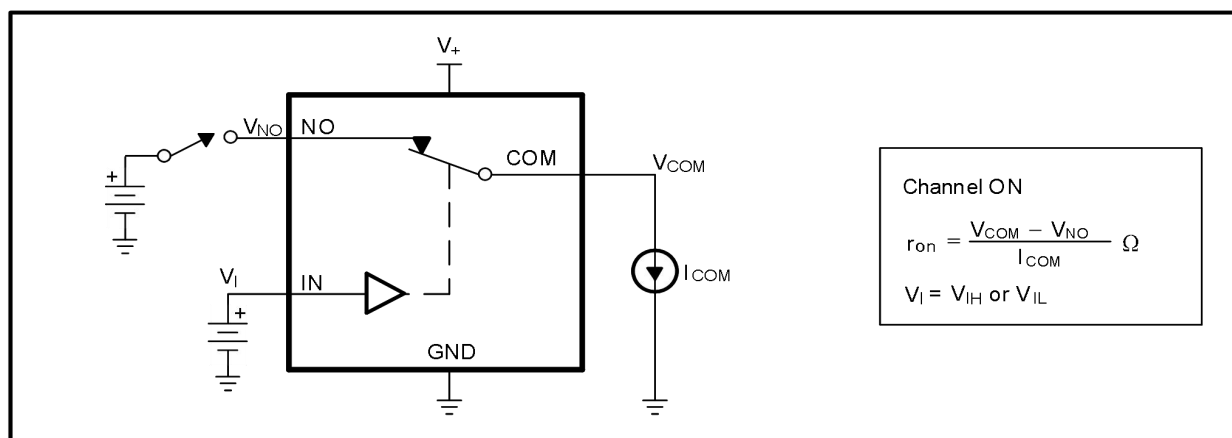 V+
VNO NO
COM
VCOM
+
VI IN
+
ICOM
GND
Channel ON
ron = VCOM − VNO / ICOM Ω
VI = VIH or VIL